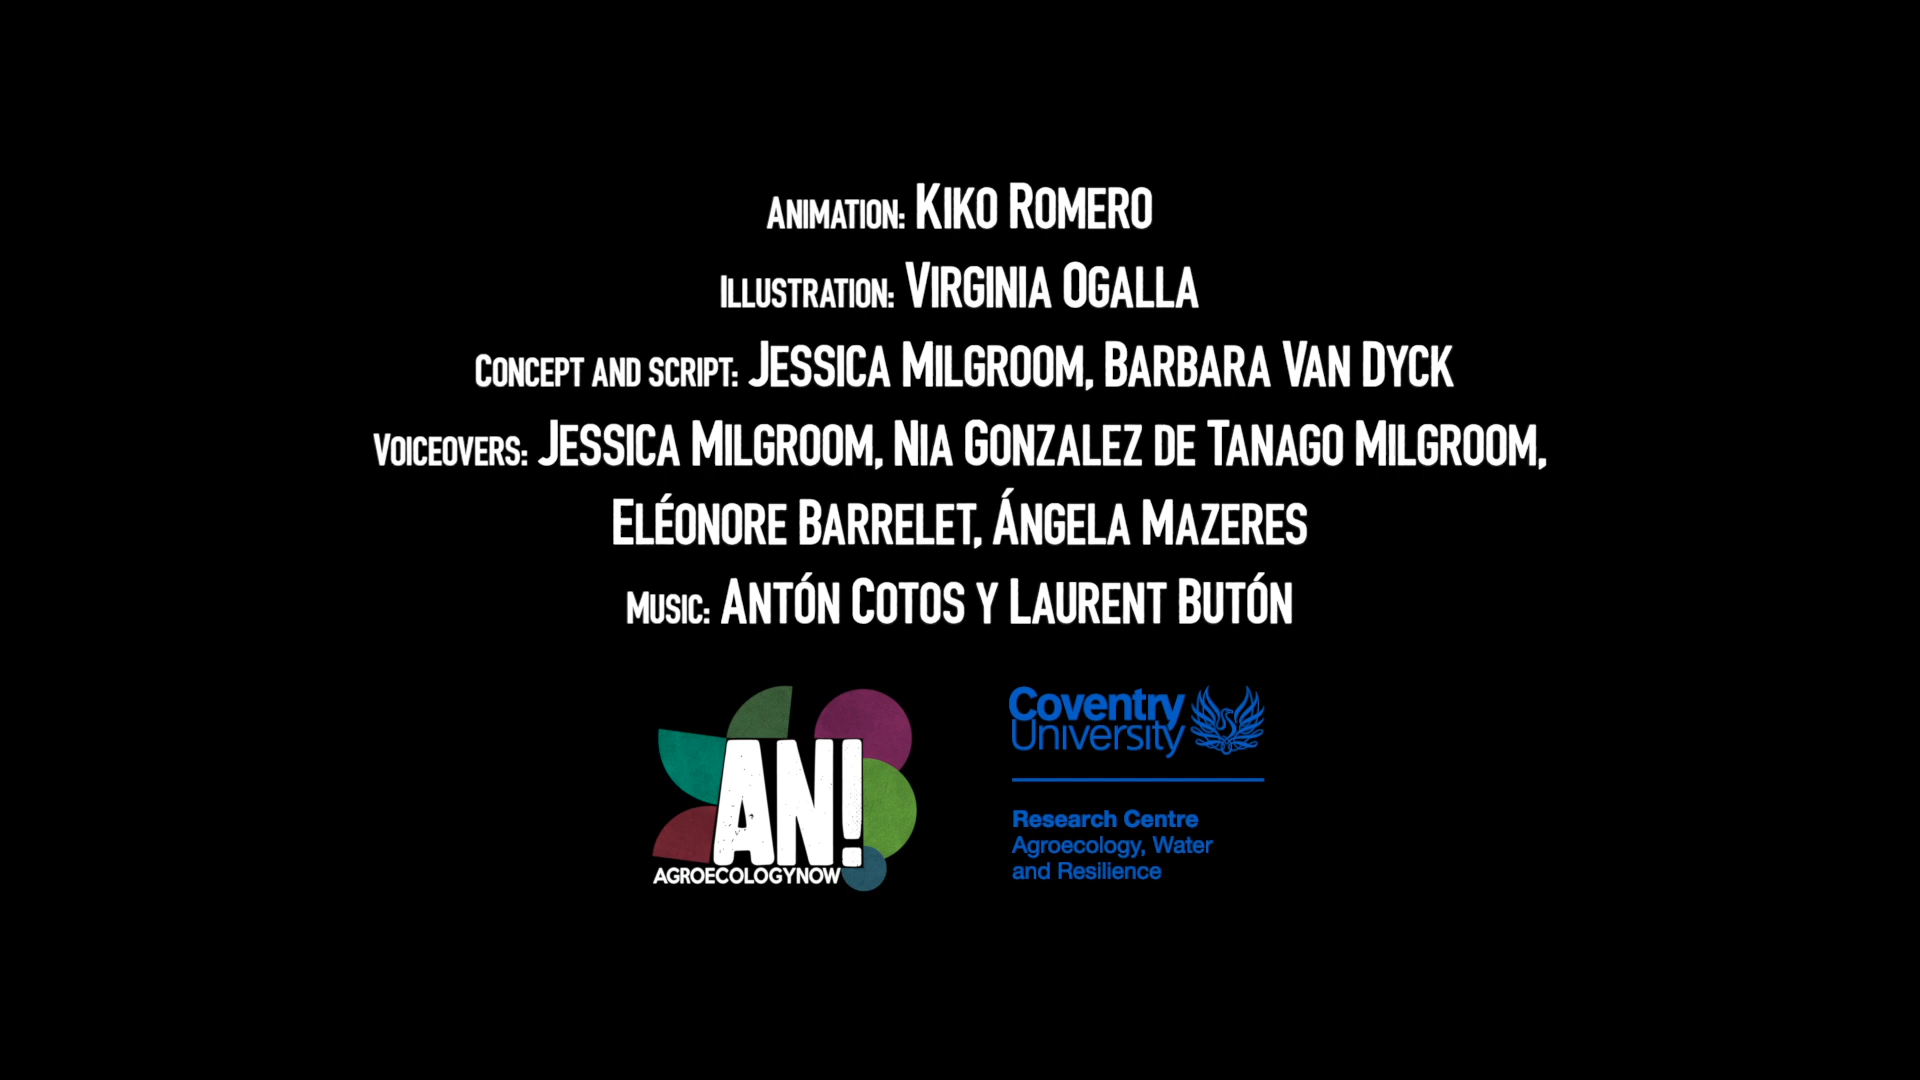 Animation: Kiko Romero
Illustration: Virginia Ogalla
Concept and script: Jessica Milgroom, Barbara Van Dyck
Voiceovers: Jessica Milgroom, Nia Gonzalez de Tanago Milgroom,
Eléonore Barrelet, Ángela Mazeres
Music: Antón Cotos y Laurent Butón
AN!
AGROECOLOGYNOW
Coventry
University
Research Centre
Agroecology, Water
and Resilience